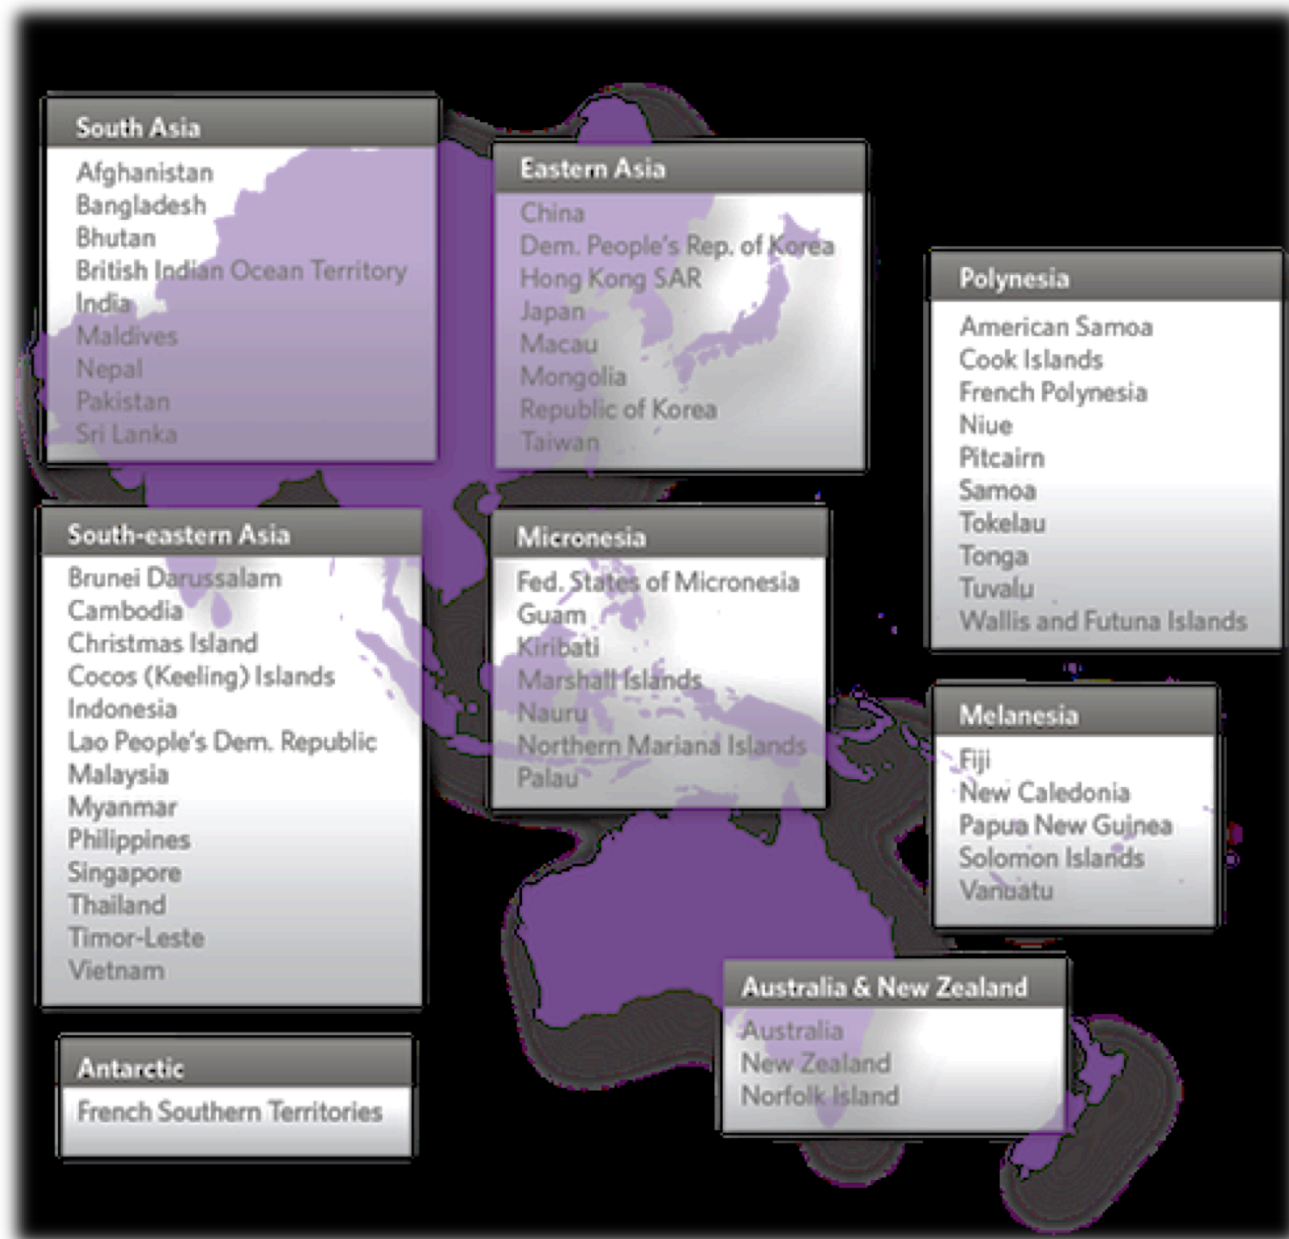 South Asia
Afghanistan
Bangladesh
Bhutan
British Indian Ocean Territory
India
Maldives
Nepal
Pakistan
Sri Lanka
Eastern Asia
China
Dem. People's Rep. of Korea
Hong Kong SAR
Japan
Macau
Mongolia
Republic of Korea
Taiwan
Polynesia
American Samoa
Cook Islands
French Polynesia
Niue
Pitcairn
Samoa
Tokelau
Tonga
Tuvalu
Wallis and Futuna Islands
South-eastern Asia
Brunei Darussalam
Cambodia
Christmas Island
Cocos (Keeling) Islands
Indonesia
Lao People's Dem. Republic
Malaysia
Myanmar
Philippines
Singapore
Thailand
Timor-Leste
Vietnam
Micronesia
Fed. States of Micronesia
Guam
Kiribati
Marshall Islands
Nauru
Northern Mariana Islands
Palau
Melanesia
Fiji
New Caledonia
Papua New Guinea
Solomon Islands
Vanuatu
Australia & New Zealand
Australia
New Zealand
Norfolk Island
Antarctic
French Southern Territories